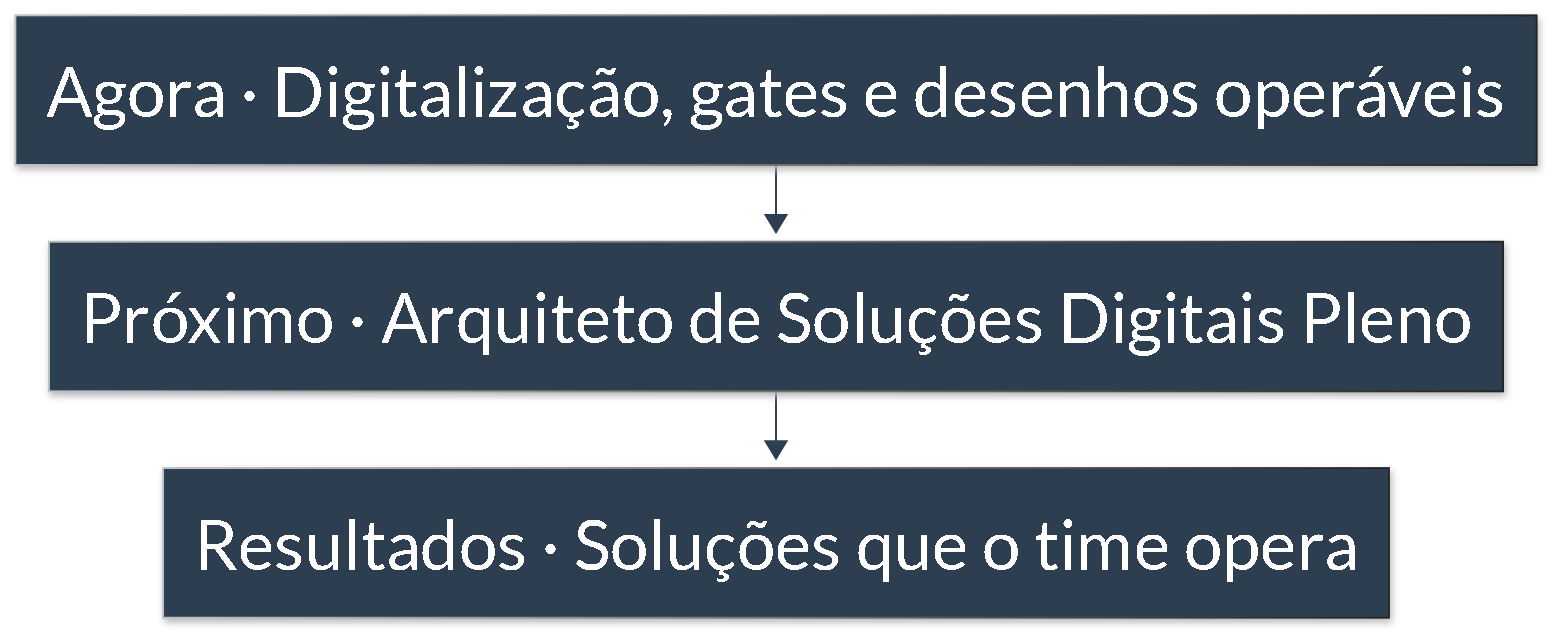 Agora · Digitalização, gates e desenhos operáveis
Próximo · Arquiteto de Soluções Digitais Pleno
Resultados · Soluções que o time opera